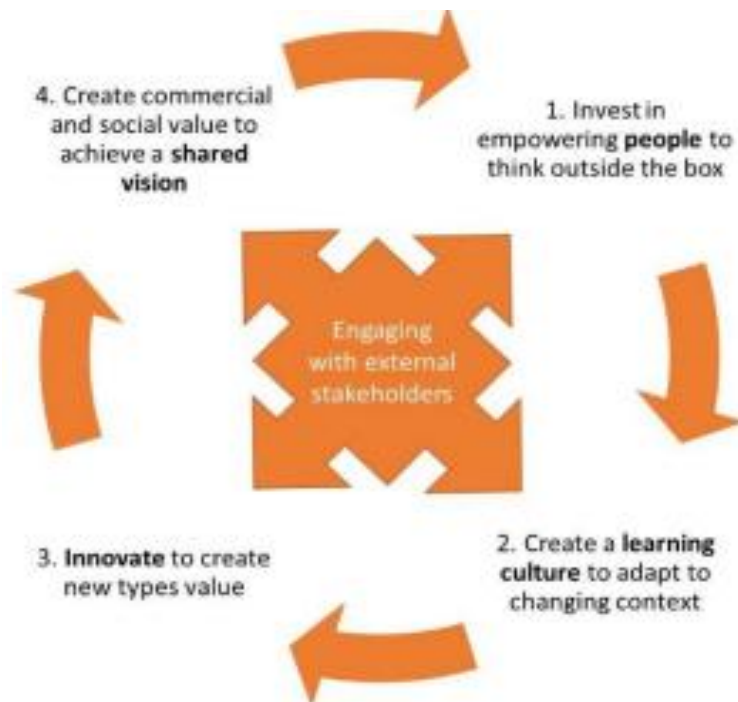 4. Create commercial
and social value to
achieve a shared
vision
1. Invest in
empowering people to
think outside the box
Engaging
with external
stakeholders
3. Innovate to create
new types value
2. Create a learning
culture to adapt to
changing context